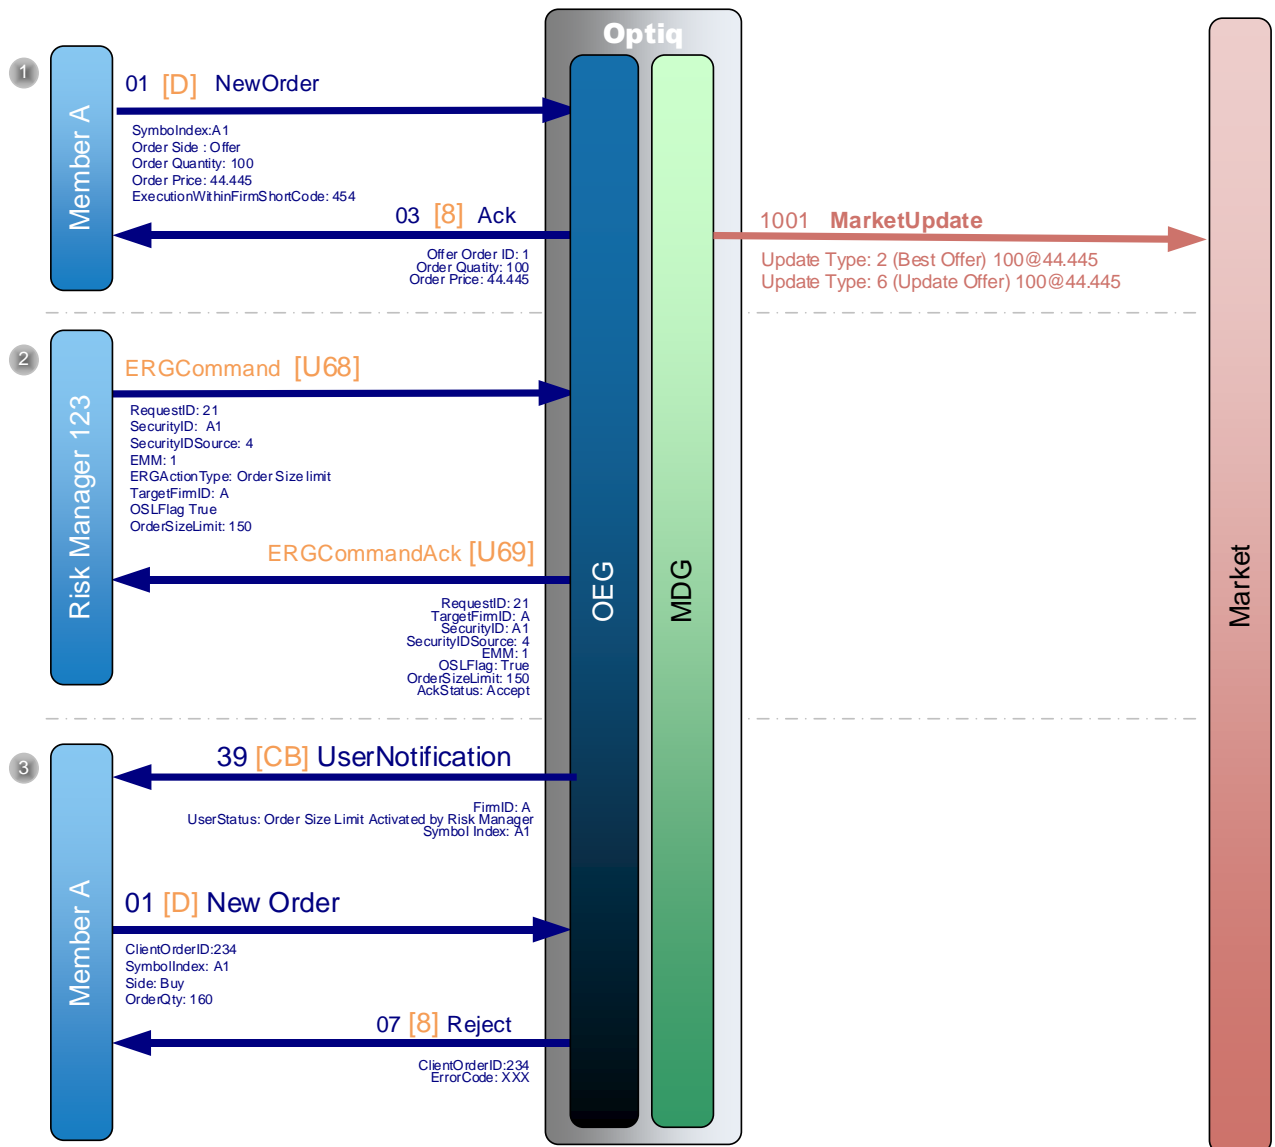 Optiq
1
Member A
01 [D] NewOrder
SymbolIndex:A1
Order Side : Offer
Order Quantity: 100
Order Price: 44.445
ExecutionWithinFirmShortCode: 454
03 [8] Ack
Offer Order ID: 1
Order Quatity: 100
Order Price: 44.445
1001 MarketUpdate
Update Type: 2 (Best Offer) 100@44.445
Update Type: 6 (Update Offer) 100@44.445
2
Risk Manager 123
ERGCommand [U68]
RequestID: 21
SecurityID: A1
SecurityIDSource: 4
EMM: 1
ERGActionType: Order Size limit
TargetFirmID: A
OSLFlag True
OrderSizeLimit: 150
ERGCommandAck [U69]
RequestID: 21
TargetFirmID: A
SecurityID: A1
SecurityIDSource: 4
EMM: 1
OSLFlag: True
OrderSizeLimit: 150
AckStatus: Accept
OEG
MDG
Market
3
Member A
39 [CB] UserNotification
FirmID: A
UserStatus: Order Size Limit Activated by Risk Manager
Symbol Index: A1
01 [D] New Order
ClientOrderID:234
SymbolIndex: A1
Side: Buy
OrderQty: 160
07 [8] Reject
ClientOrderID:234
ErrorCode: XXX